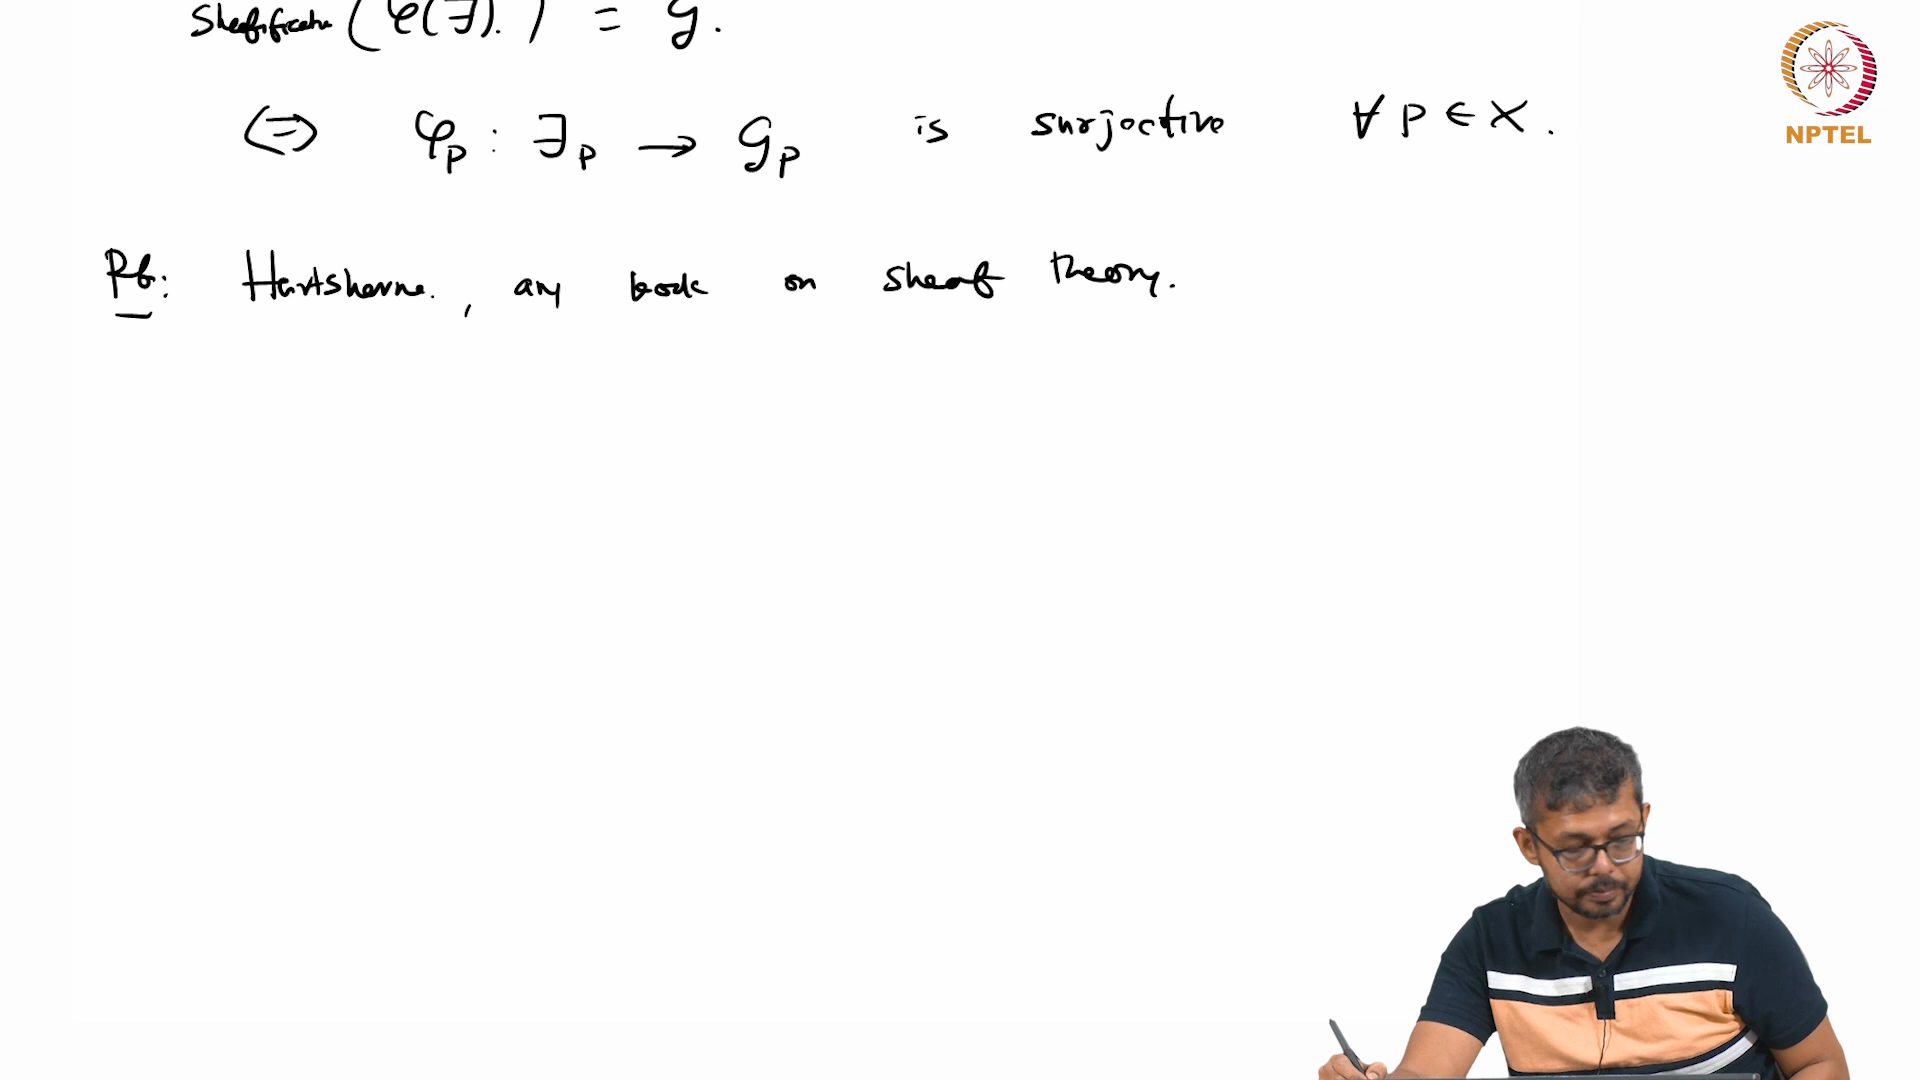 Sheafification (φ(ℱ).) = 𝒢.
NPTEL
⇔ φ_p : ℱ_p → 𝒢_p is surjective ∀ p ∈ X.
Pf: Hartshorne. , any book on sheaf theory.